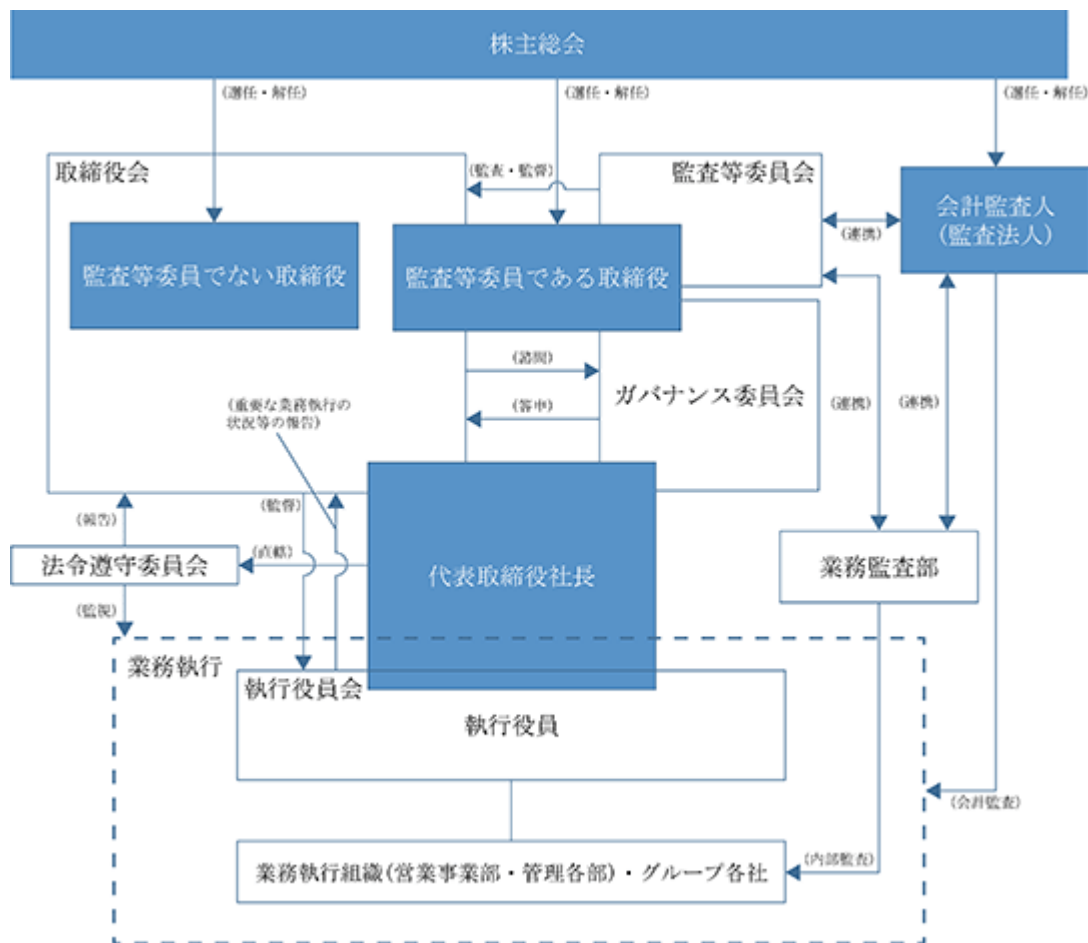 株主総会
(選任・解任)
(選任・解任)
(選任・解任)
取締役会
(監査・監督)
監査等委員会
会計監査人
(監査法人)
(連携)
監査等委員でない取締役
監査等委員である取締役
(諮問)
(答申)
ガバナンス委員会
(重要な業務執行の
状況等の報告)
(連携)
(連携)
(報告)
(監督)
法令遵守委員会
(直轄)
代表取締役社長
業務監査部
(監視)
業務執行
執行役員会
執行役員
(会計監査)
(内部監査)
業務執行組織(営業事業部・管理各部)・グループ各社